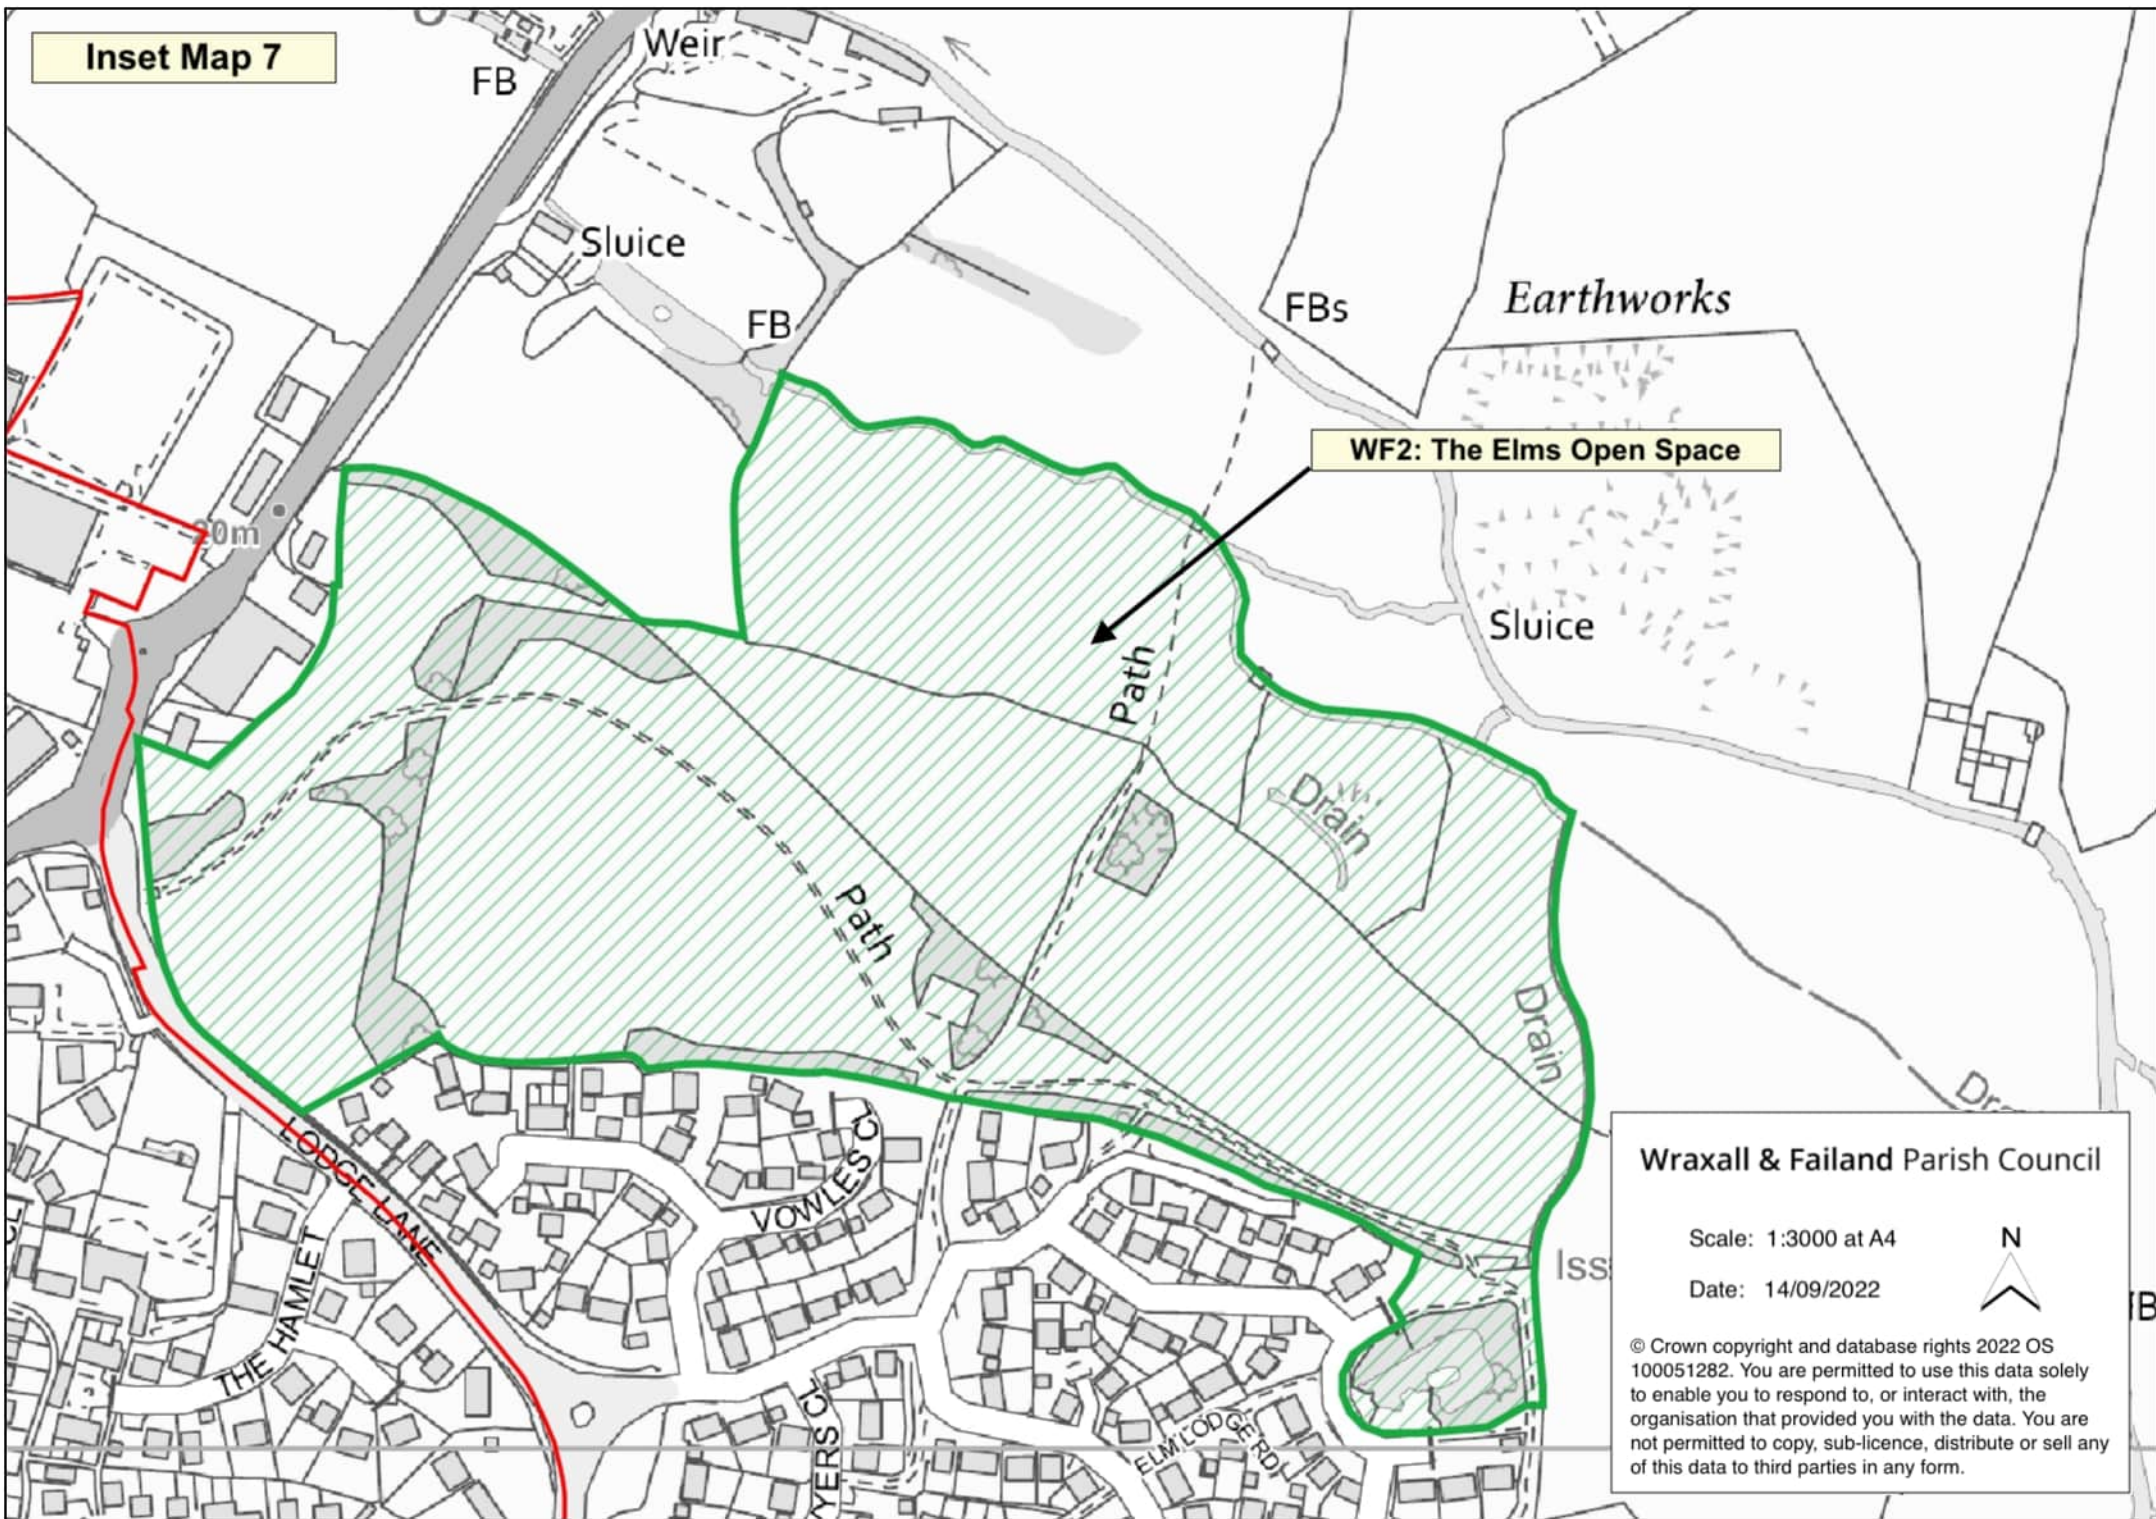 Inset Map 7
Weir
FB
Sluice
FB
FBs
Earthworks
WF2: The Elms Open Space
20m
Sluice
Path
Drain
Path
Drain
LODGE LANE
VOWLES CL
THE HAMLET
ELM LODGE RD
YERS CL
CL
Wraxall & Failand Parish Council
Scale: 1:3000 at A4
N
Date: 14/09/2022
© Crown copyright and database rights 2022 OS
100051282. You are permitted to use this data solely
to enable you to respond to, or interact with, the
organisation that provided you with the data. You are
not permitted to copy, sub-licence, distribute or sell any
of this data to third parties in any form.